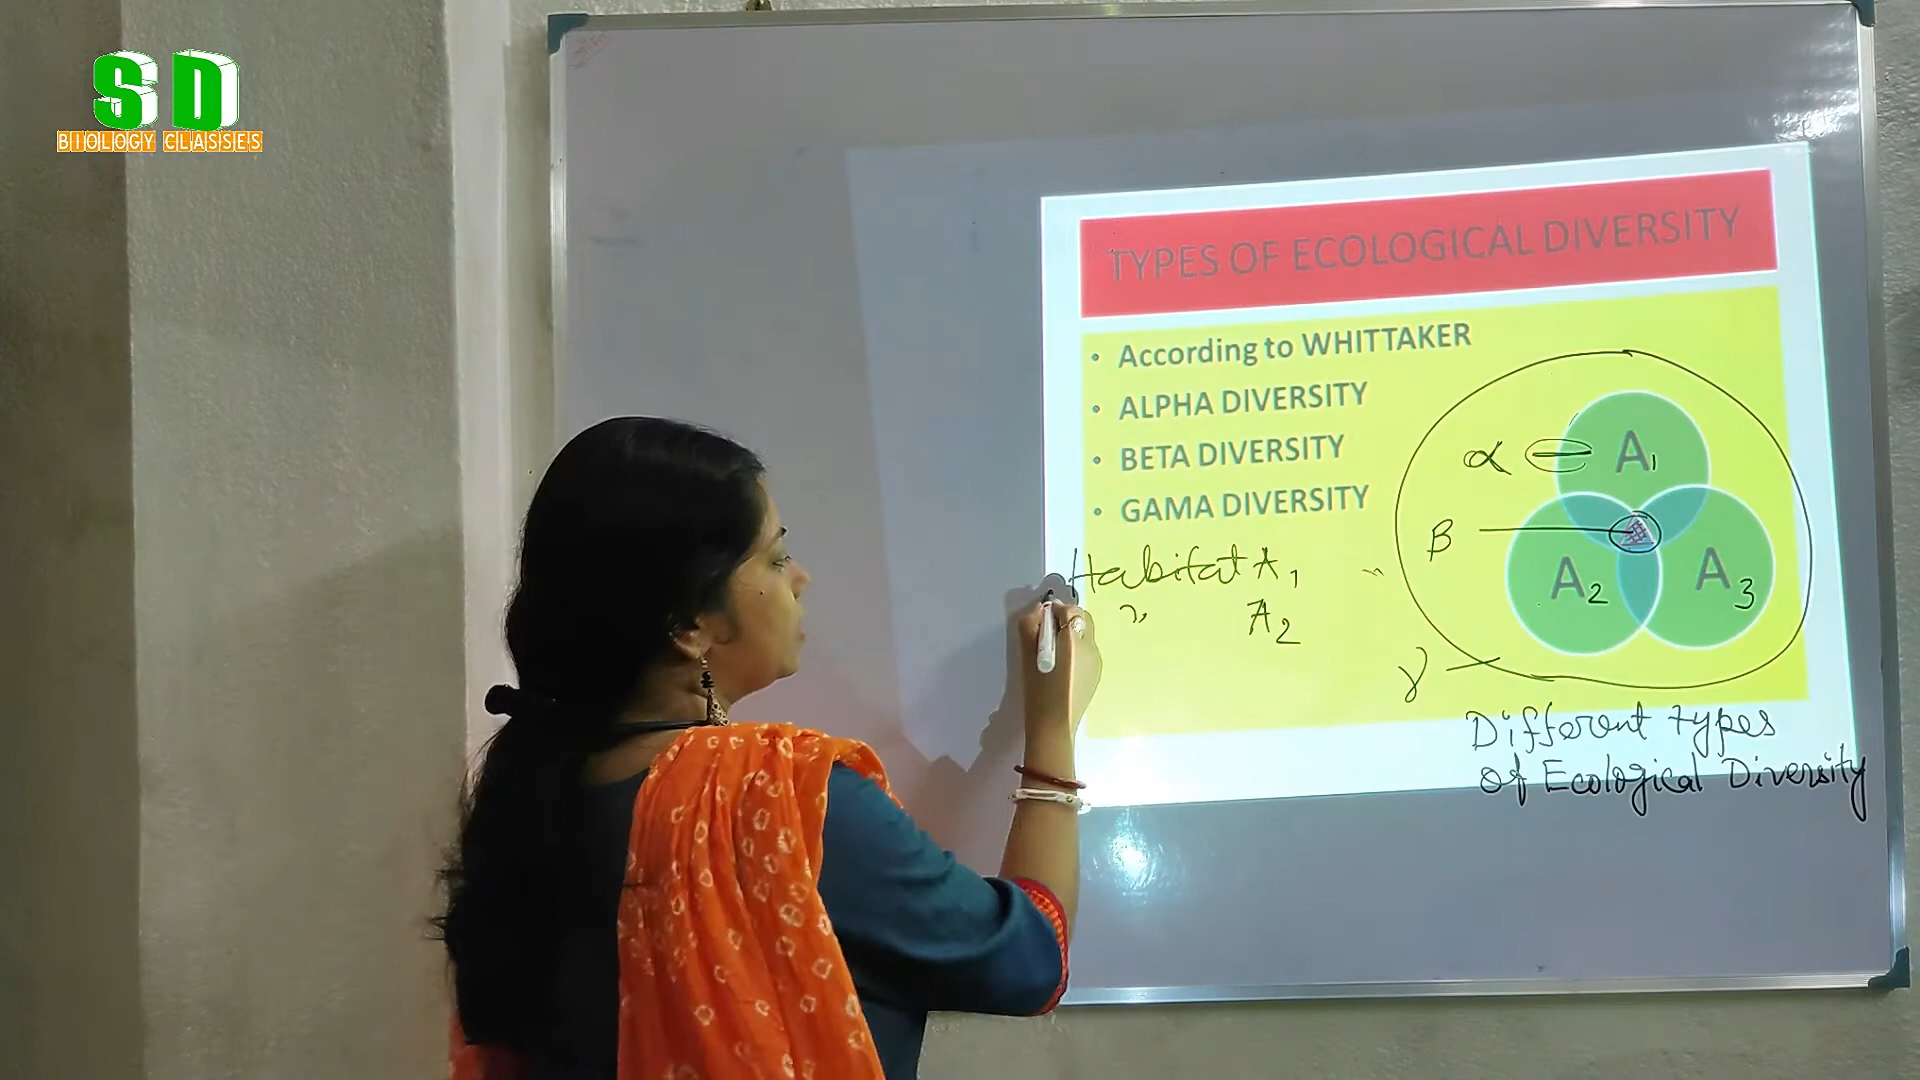 SD
BIOLOGY CLASSES
TYPES OF ECOLOGICAL DIVERSITY
• According to WHITTAKER
• ALPHA DIVERSITY
• BETA DIVERSITY
• GAMA DIVERSITY
α A1
β
A2 A3
γ
Habitat A1
" A2
Different types
of Ecological Diversity